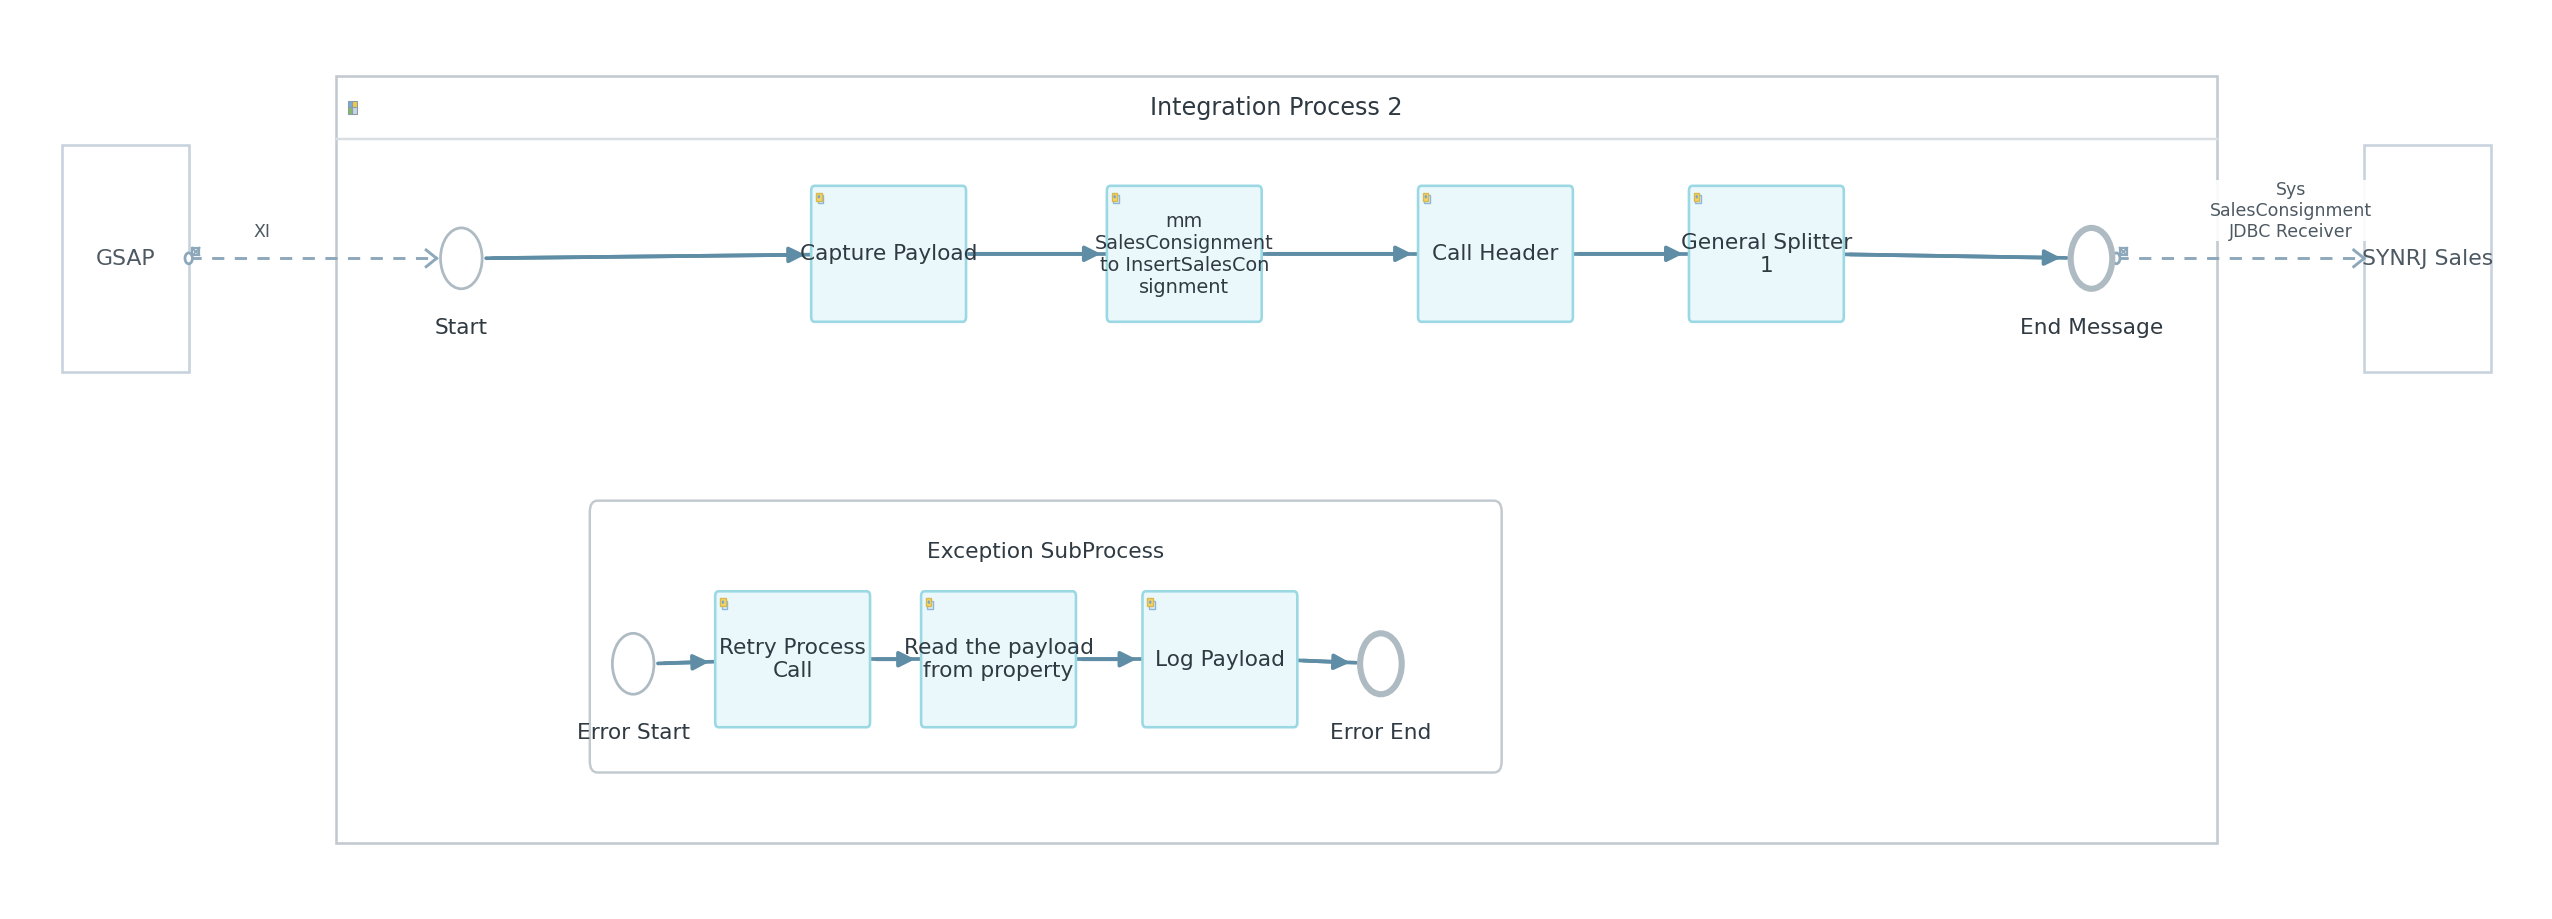 Integration Process 2
GSAP
XI
Start
Capture Payload
mm
SalesConsignment
to InsertSalesCon
signment
Call Header
General Splitter
1
End Message
Sys
SalesConsignment
JDBC Receiver
SYNRJ Sales
Exception SubProcess
Error Start
Retry Process
Call
Read the payload
from property
Log Payload
Error End